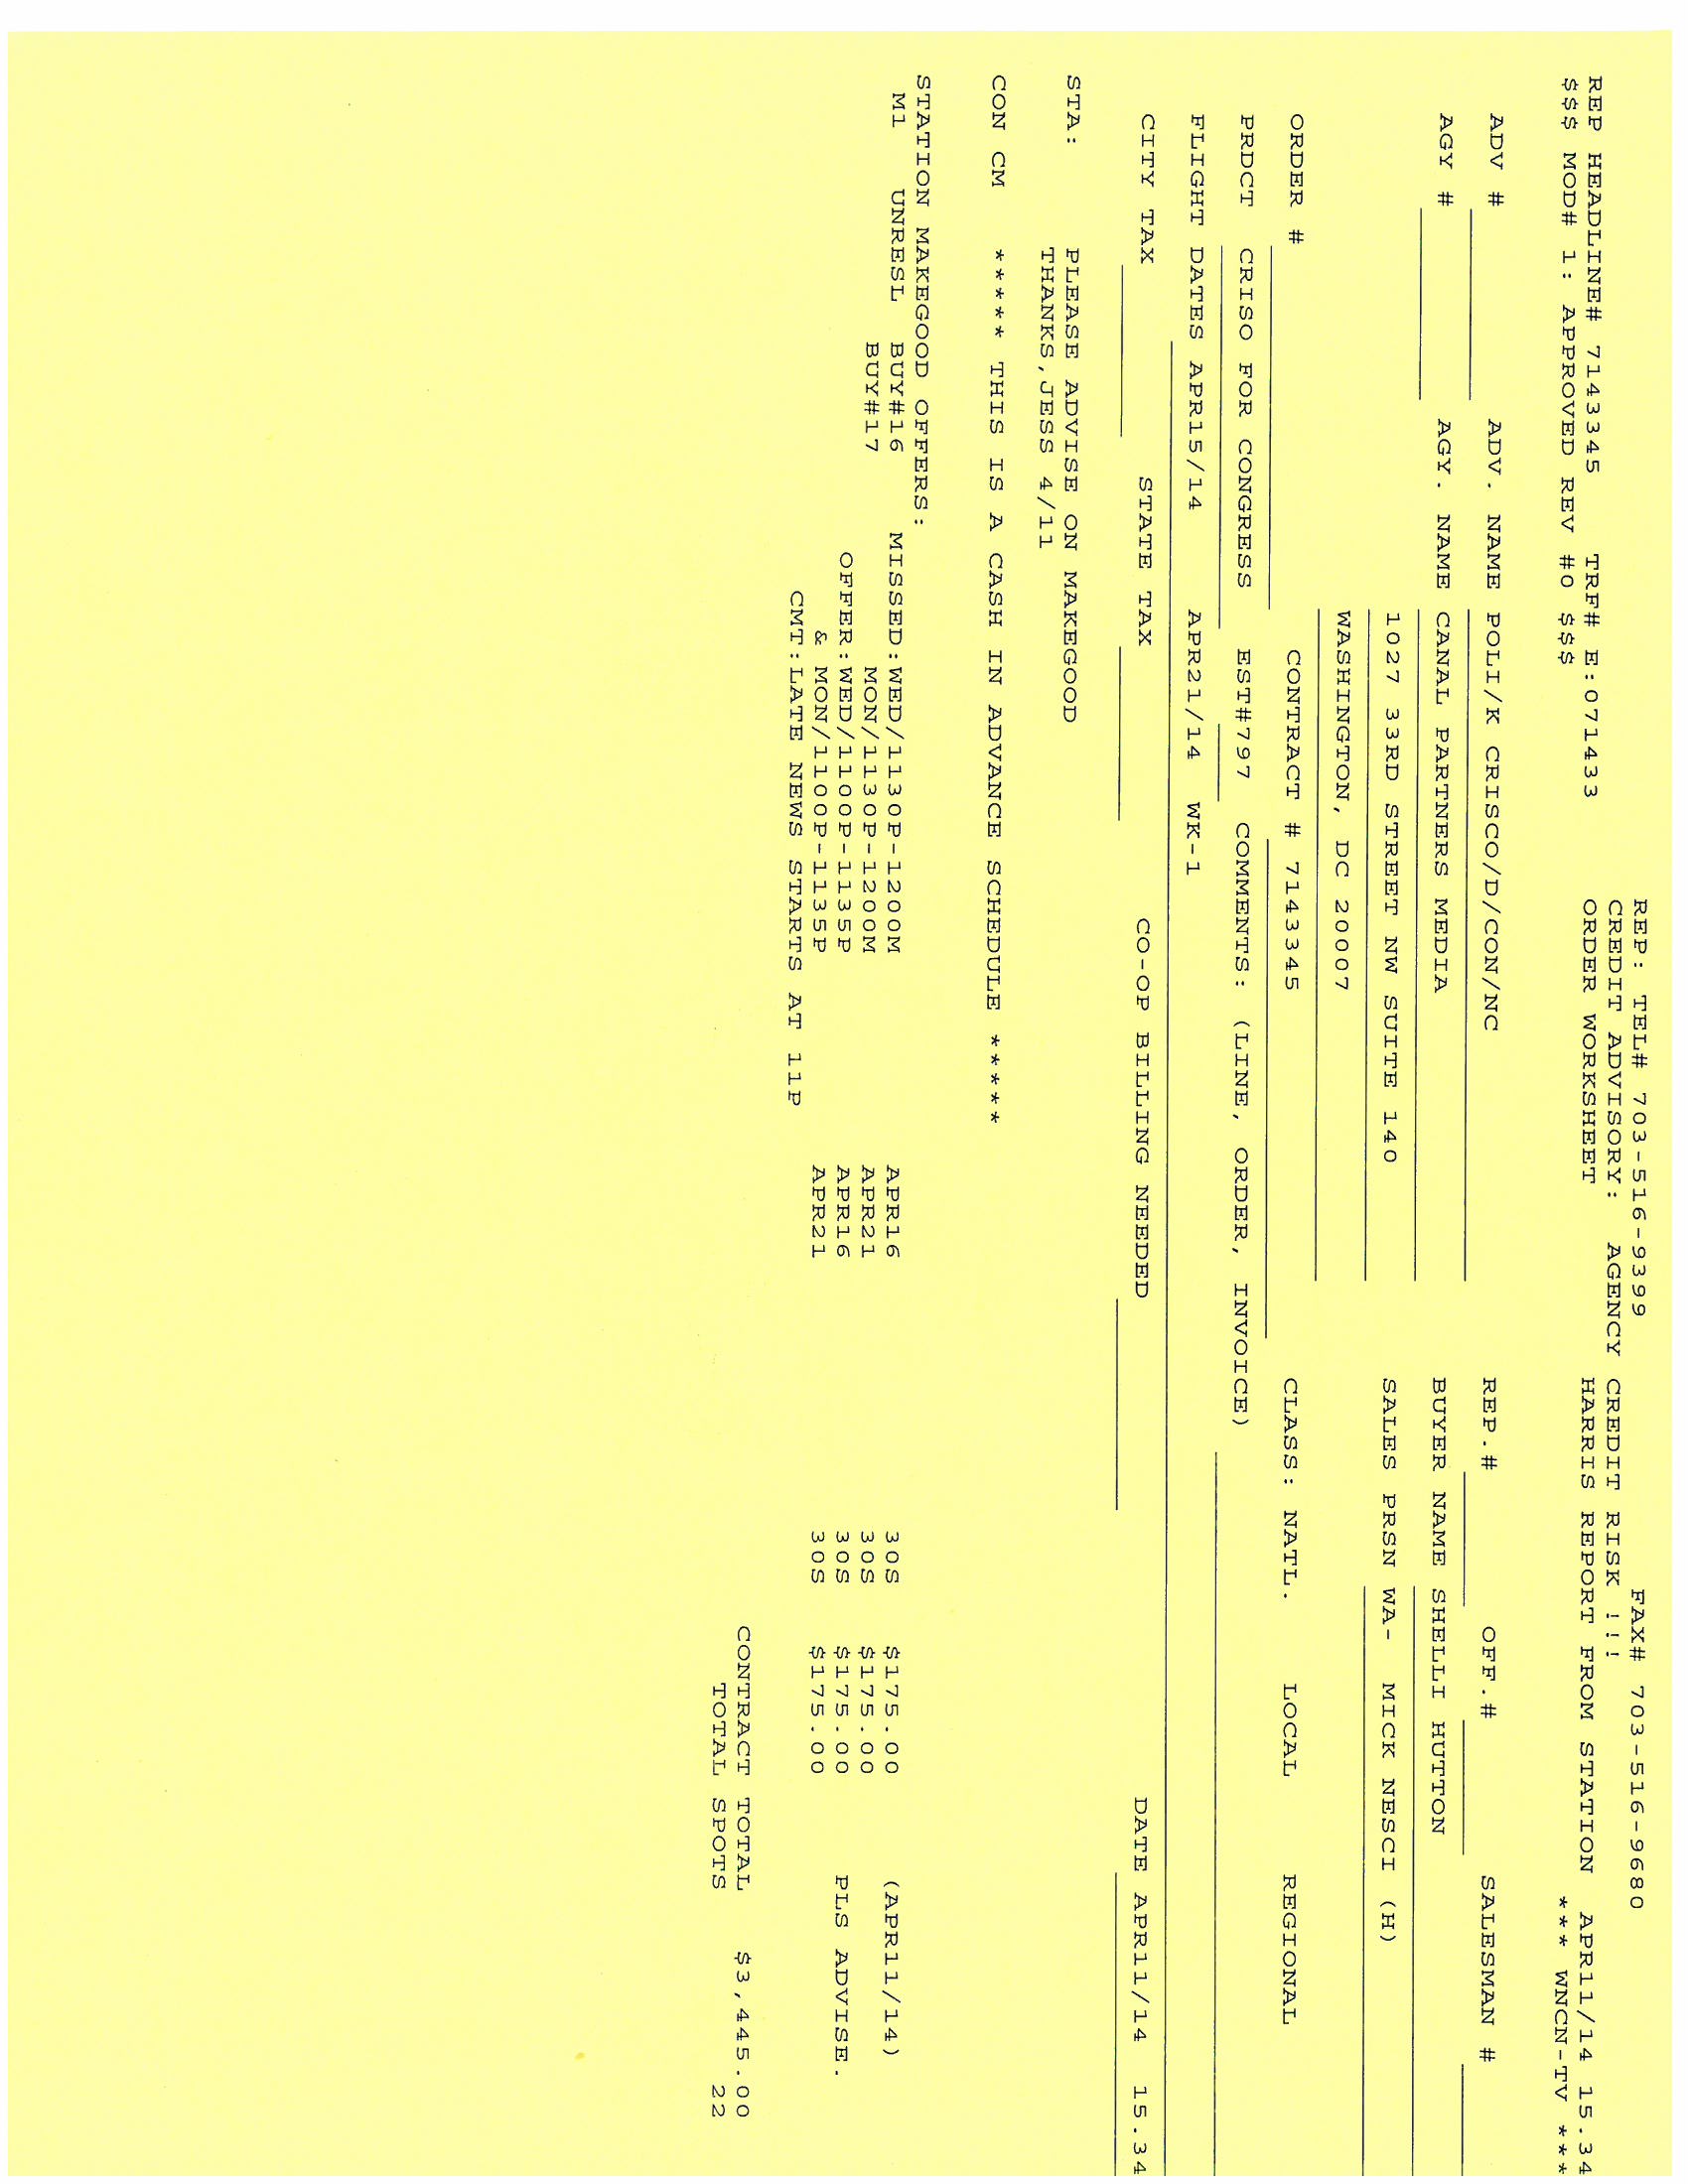 REP: TEL# 703-516-9399 FAX# 703-516-9680
CREDIT ADVISORY: AGENCY CREDIT RISK !!!
REP HEADLINE# 7143345 TRF# E:071433 ORDER WORKSHEET HARRIS REPORT FROM STATION APR11/14 15.34
$$$ MOD# 1: APPROVED REV #0 $$$ *** WNCN-TV ***
ADV # ADV. NAME POLI/K CRISCO/D/CON/NC REP.# OFF.# SALESMAN #
AGY # AGY. NAME CANAL PARTNERS MEDIA BUYER NAME SHELLI HUTTON
1027 33RD STREET NW SUITE 140 SALES PRSN WA- MICK NESCI (H)
WASHINGTON, DC 20007
ORDER # CONTRACT # 7143345 CLASS: NATL. LOCAL REGIONAL
PRDCT CRISO FOR CONGRESS EST#797 COMMENTS: (LINE, ORDER, INVOICE)
FLIGHT DATES APR15/14 APR21/14 WK-1
CITY TAX STATE TAX CO-OP BILLING NEEDED DATE APR11/14 15.34
STA: PLEASE ADVISE ON MAKEGOOD
THANKS,JESS 4/11
CON CM ***** THIS IS A CASH IN ADVANCE SCHEDULE *****
STATION MAKEGOOD OFFERS:
M1 UNRESL BUY#16 MISSED:WED/1130P-1200M APR16 30S $175.00 (APR11/14)
BUY#17 MON/1130P-1200M APR21 30S $175.00
OFFER:WED/1100P-1135P APR16 30S $175.00 PLS ADVISE.
& MON/1100P-1135P APR21 30S $175.00
CMT:LATE NEWS STARTS AT 11P
CONTRACT TOTAL $3,445.00
TOTAL SPOTS 22